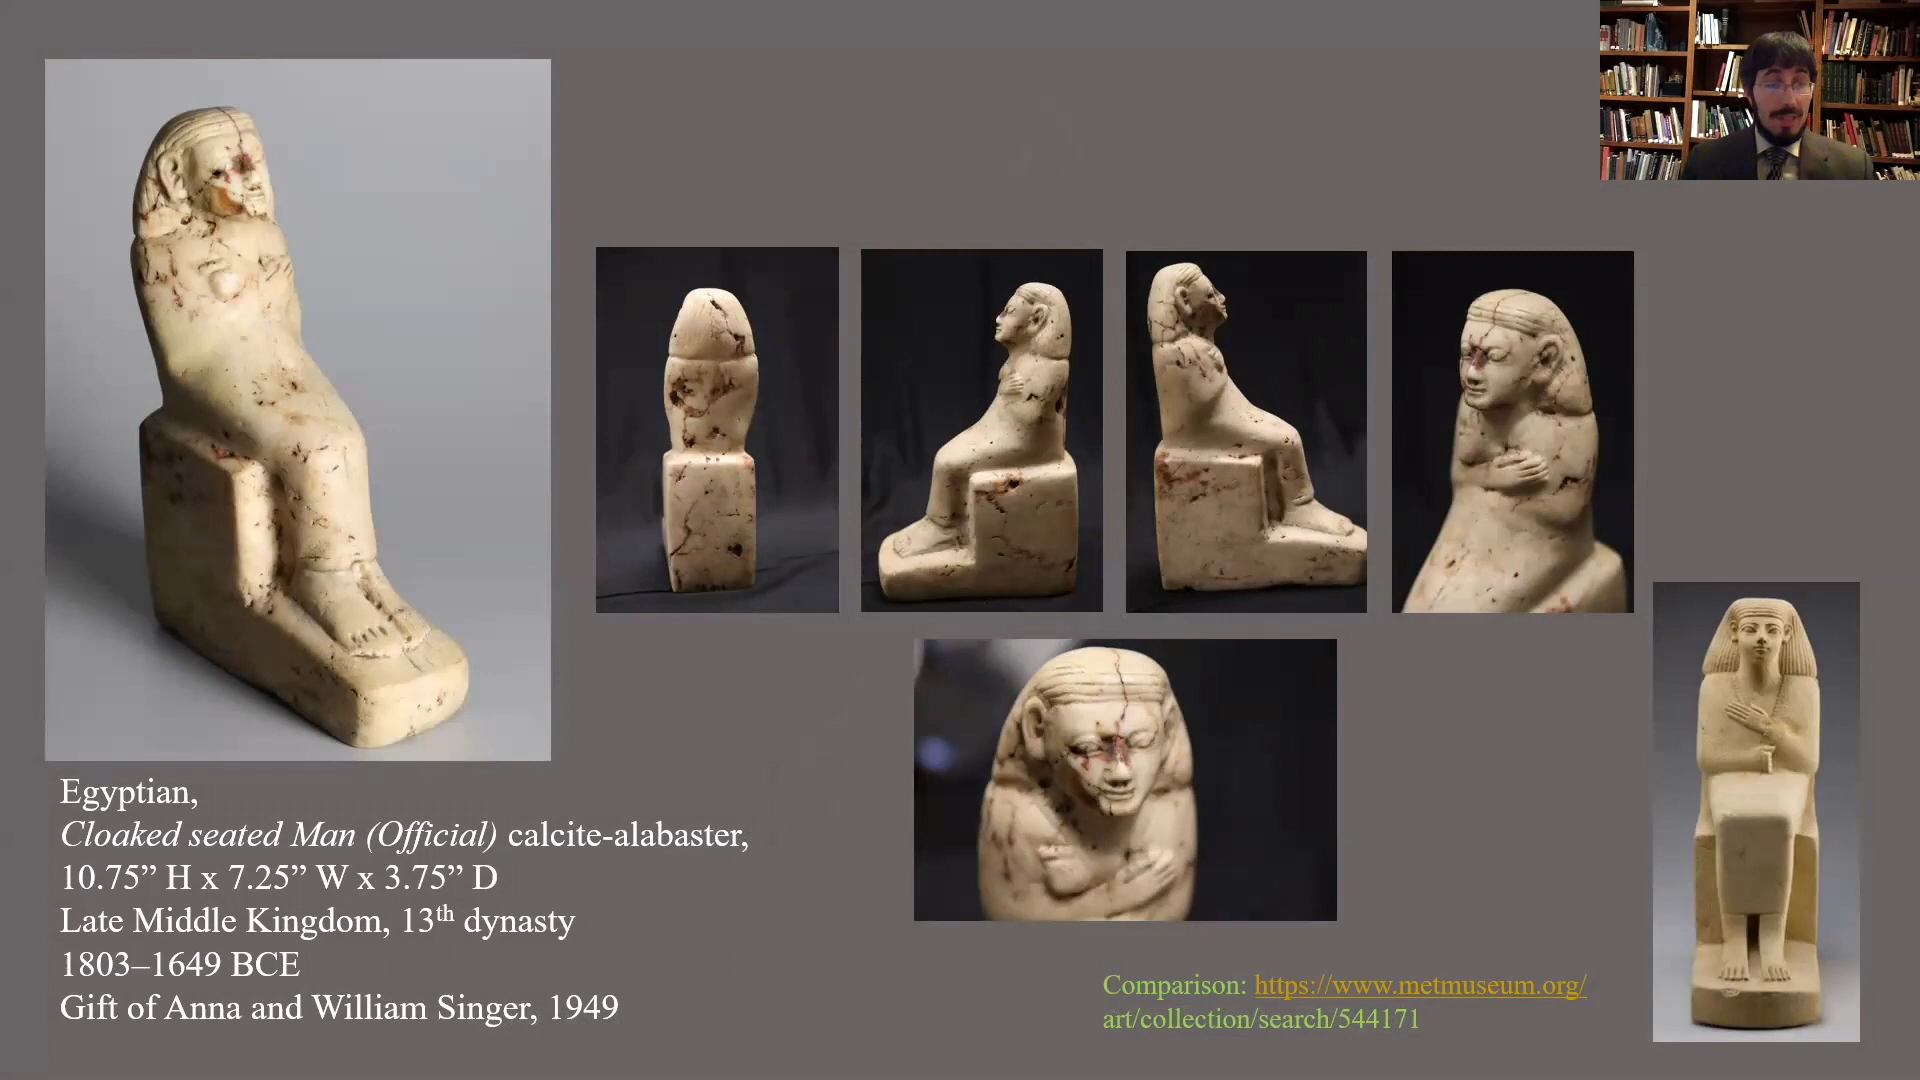 Egyptian,
Cloaked seated Man (Official) calcite-alabaster,
10.75” H x 7.25” W x 3.75” D
Late Middle Kingdom, 13th dynasty
1803–1649 BCE
Gift of Anna and William Singer, 1949
Comparison: https://www.metmuseum.org/
art/collection/search/544171